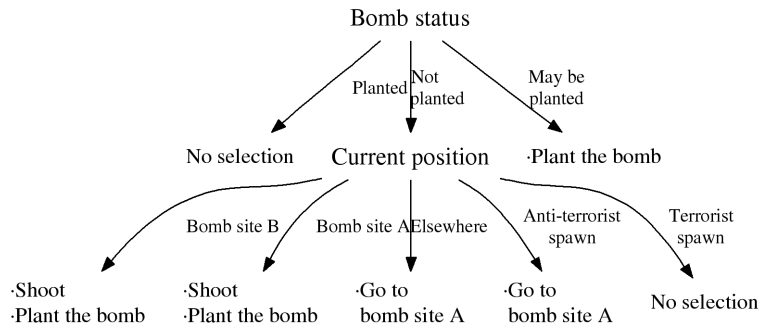 Bomb status
Planted
Not
planted
May be
planted
No selection
Current position
·Plant the bomb
Bomb site B
Bomb site A
Elsewhere
Anti-terrorist
spawn
Terrorist
spawn
·Shoot
·Plant the bomb
·Shoot
·Plant the bomb
·Go to
bomb site A
·Go to
bomb site A
No selection